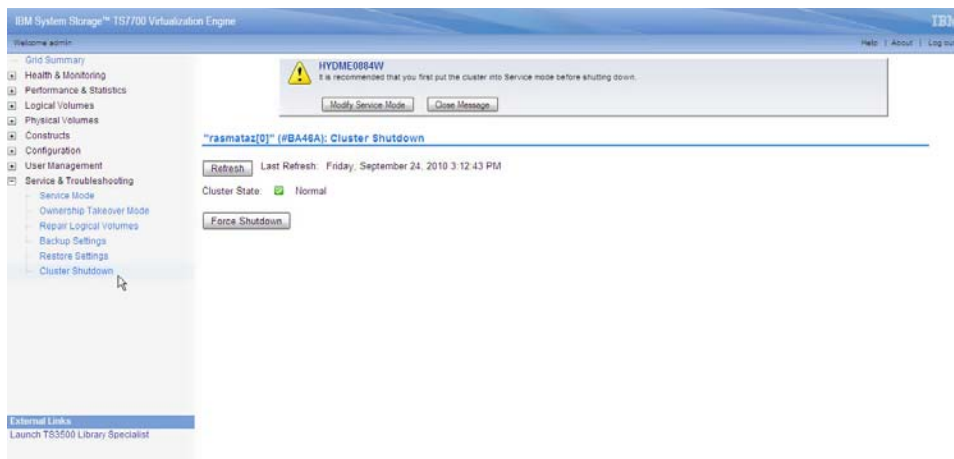 IBM System Storage™ TS7700 Virtualization Engine
IBM
Welcome admin
Help | About | Log out
Grid Summary
Health & Monitoring
Performance & Statistics
Logical Volumes
Physical Volumes
Constructs
Configuration
User Management
Service & Troubleshooting
Service Mode
Ownership Takeover Mode
Repair Logical Volumes
Backup Settings
Restore Settings
Cluster Shutdown
External Links
Launch TS3500 Library Specialist
HYDME0884W
It is recommended that you first put the cluster into Service mode before shutting down.
Modify Service Mode
Close Message
"rasmataz[0]" (#BA46A): Cluster Shutdown
Refresh Last Refresh: Friday, September 24, 2010 3:12:43 PM
Cluster State: Normal
Force Shutdown